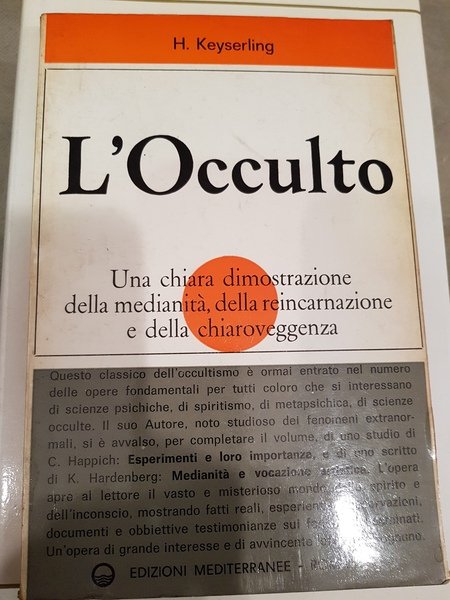 H. Keyserling
L'Occulto
Una chiara dimostrazione
della medianità, della reincarnazione
e della chiaroveggenza
Questo classico dell'occultismo è ormai entrato nel numero
delle opere fondamentali per tutti coloro che si interessano
di scienze psichiche, di spiritismo, di metapsichica, di scienze
occulte. Il suo Autore, noto studioso dei fenomeni extranor-
mali, si è avvalso, per completare il volume, di uno studio di
C. Happich: Esperimenti e loro importanza, e di uno scritto
di K. Hardenberg: Medianità e vocazione L'opera
apre al lettore il vasto e misterioso mondo spirito e
dell'inconscio, mostrando fatti reali,
documenti e obbiettive testimonianze sui
Un'opera di grande interesse e di avvincente
EDIZIONI MEDITERRANEE -